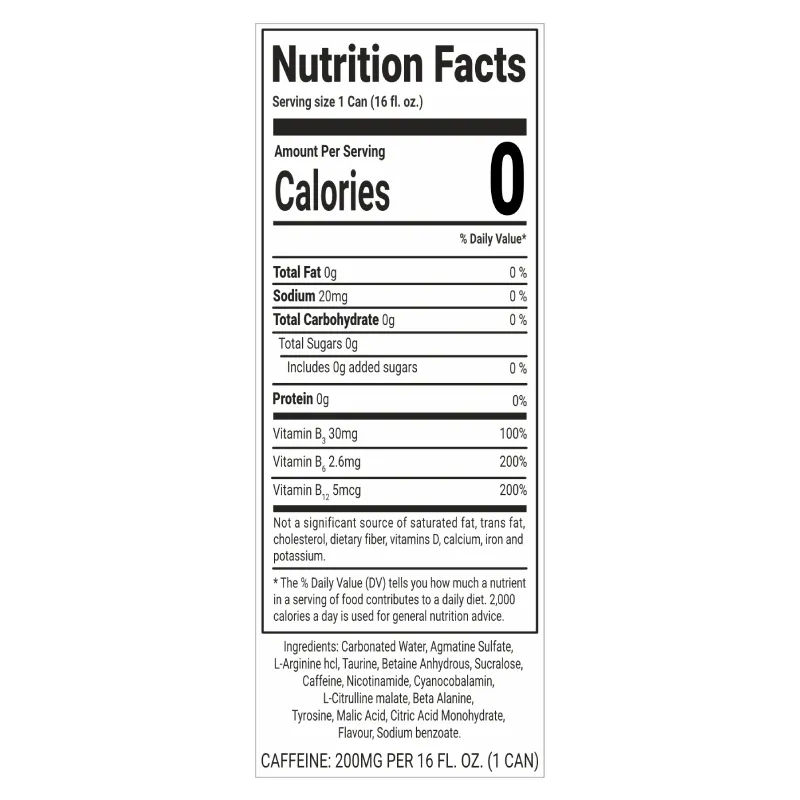 Nutrition Facts
Serving size 1 Can (16 fl. oz.)
Amount Per Serving
Calories 0
% Daily Value*
Total Fat 0g 0 %
Sodium 20mg 0 %
Total Carbohydrate 0g 0 %
Total Sugars 0g
Includes 0g added sugars 0 %
Protein 0g 0%
Vitamin B3 30mg 100%
Vitamin B6 2.6mg 200%
Vitamin B12 5mcg 200%
Not a significant source of saturated fat, trans fat,
cholesterol, dietary fiber, vitamins D, calcium, iron and
potassium.
* The % Daily Value (DV) tells you how much a nutrient
in a serving of food contributes to a daily diet. 2,000
calories a day is used for general nutrition advice.
Ingredients: Carbonated Water, Agmatine Sulfate,
L-Arginine hcl, Taurine, Betaine Anhydrous, Sucralose,
Caffeine, Nicotinamide, Cyanocobalamin,
L-Citrulline malate, Beta Alanine,
Tyrosine, Malic Acid, Citric Acid Monohydrate,
Flavour, Sodium benzoate.
CAFFEINE: 200MG PER 16 FL. OZ. (1 CAN)